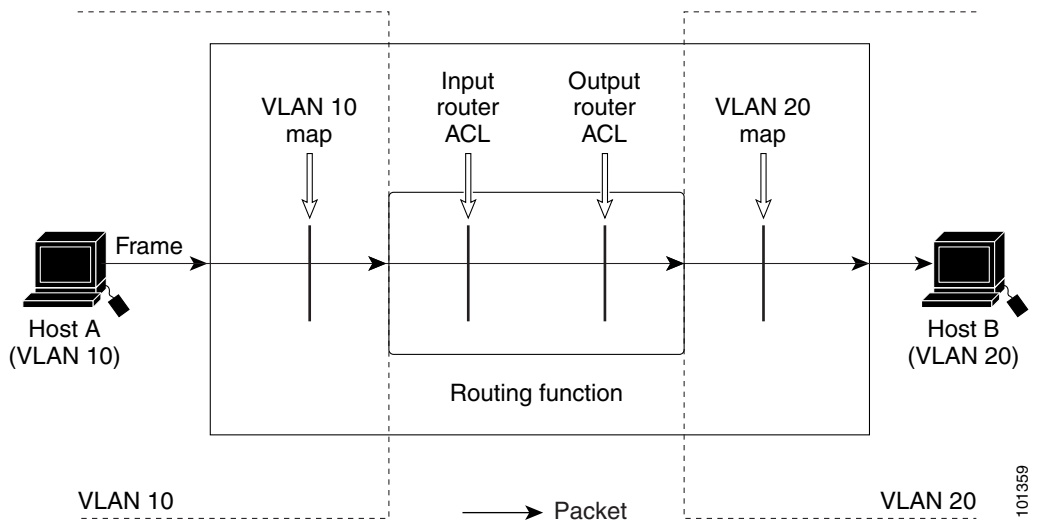 VLAN 10
map
Input
router
ACL
Output
router
ACL
VLAN 20
map
Frame
Host A
(VLAN 10)
Host B
(VLAN 20)
Routing function
VLAN 10
Packet
VLAN 20
101359